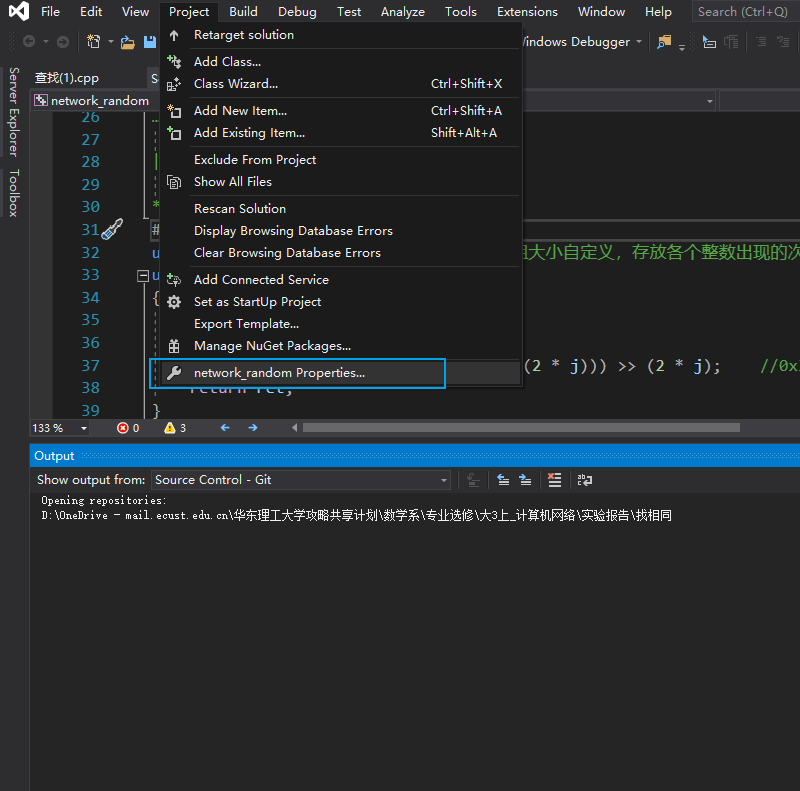 File Edit View Project Build Debug Test Analyze Tools Extensions Window Help Search (Ctrl+Q)
Retarget solution
indows Debugger
Add Class...
Class Wizard... Ctrl+Shift+X
Add New Item... Ctrl+Shift+A
Add Existing Item... Shift+Alt+A
Exclude From Project
Show All Files
Rescan Solution
Display Browsing Database Errors
Clear Browsing Database Errors
Add Connected Service
Set as StartUp Project
Export Template...
Manage NuGet Packages...
network_random Properties...
Server Explorer
Toolbox
查找(1).cpp S
network_random
26
27
28
29
30 *
31 #
32 u 大小自定义，存放各个整数出现的次
33 u
34 {
35
36
37 (2 * j))) >> (2 * j); //0x
38 return ret;
39 }
133 % 0 3
Output
Show output from: Source Control - Git
Opening repositories:
D:\OneDrive - mail.ecust.edu.cn\华东理工大学攻略共享计划\数学系\专业选修\大3上_计算机网络\实验报告\找相同